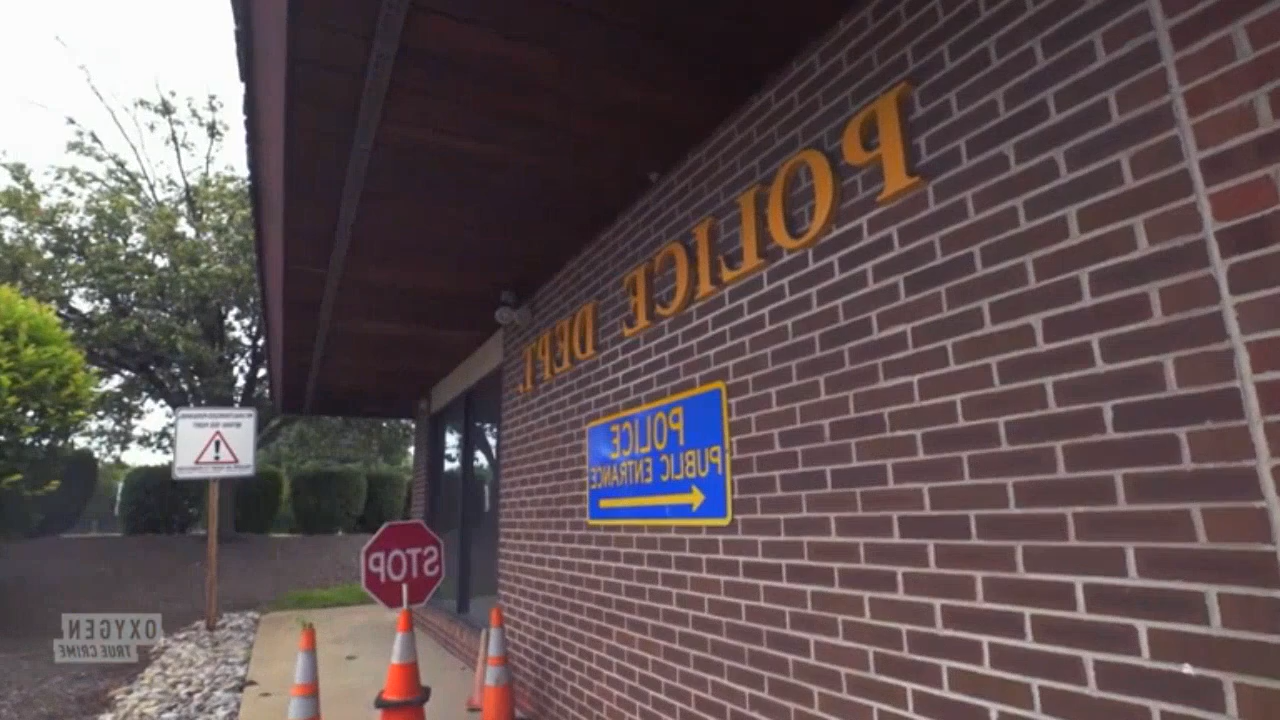 POLICE DEPT.
POLICE
PUBLIC ENTRANCE
STOP
OXYGEN
TRUE CRIME